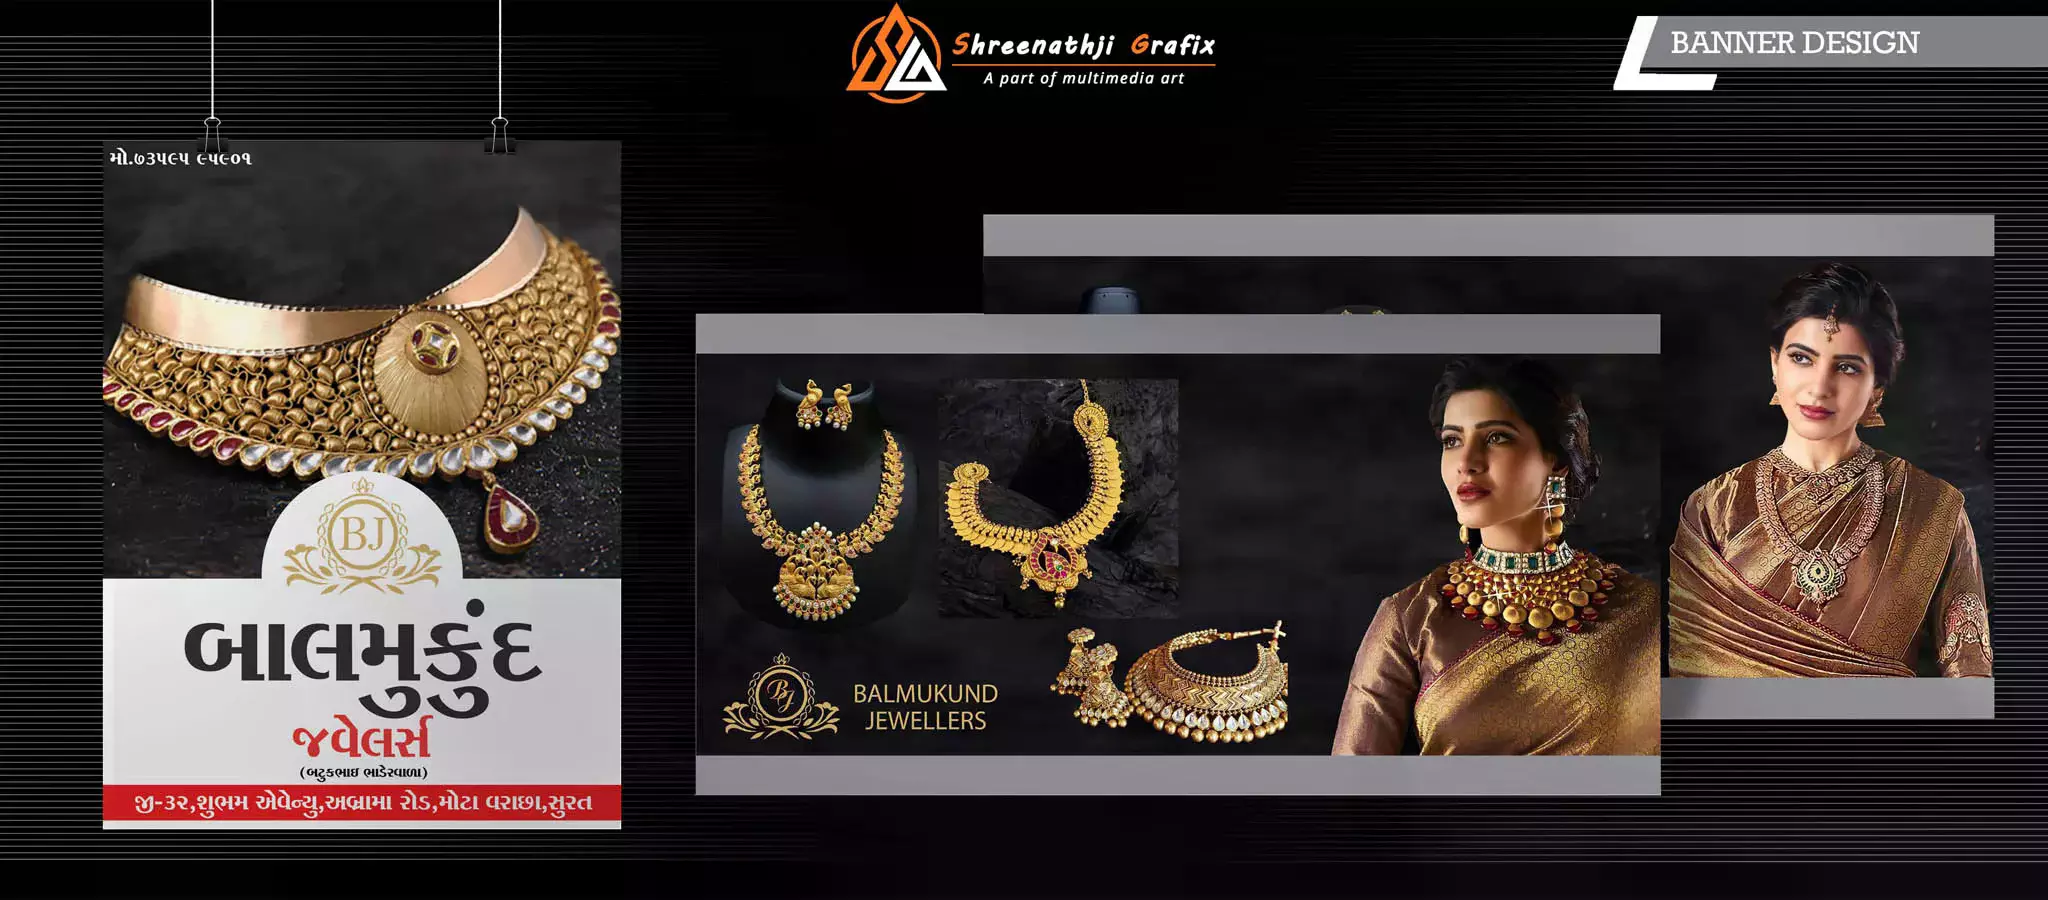 Shreenathji Grafix
A part of multimedia art
BANNER DESIGN
મો.૭૩૫૯૫ ૯૫૯૦૧
BJ
બાલમુકુંદ
જવેલર્સ
(બટુકભાઇ ભાડેરવાળા)
જી-૩૨,શુભમ એવેન્યુ,અબ્રામા રોડ,મોટા વરાછા,સુરત
BJ
BALMUKUND
JEWELLERS